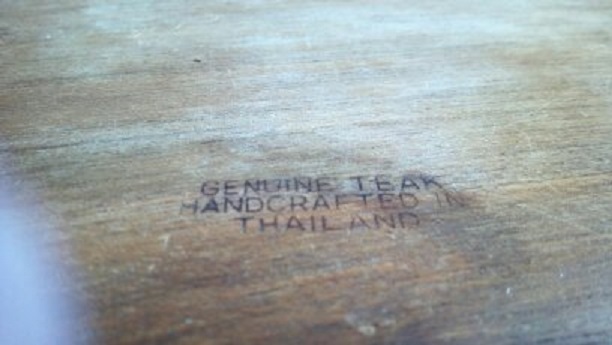 GENUINE TEAK
HANDCRAFTED IN
THAILAND